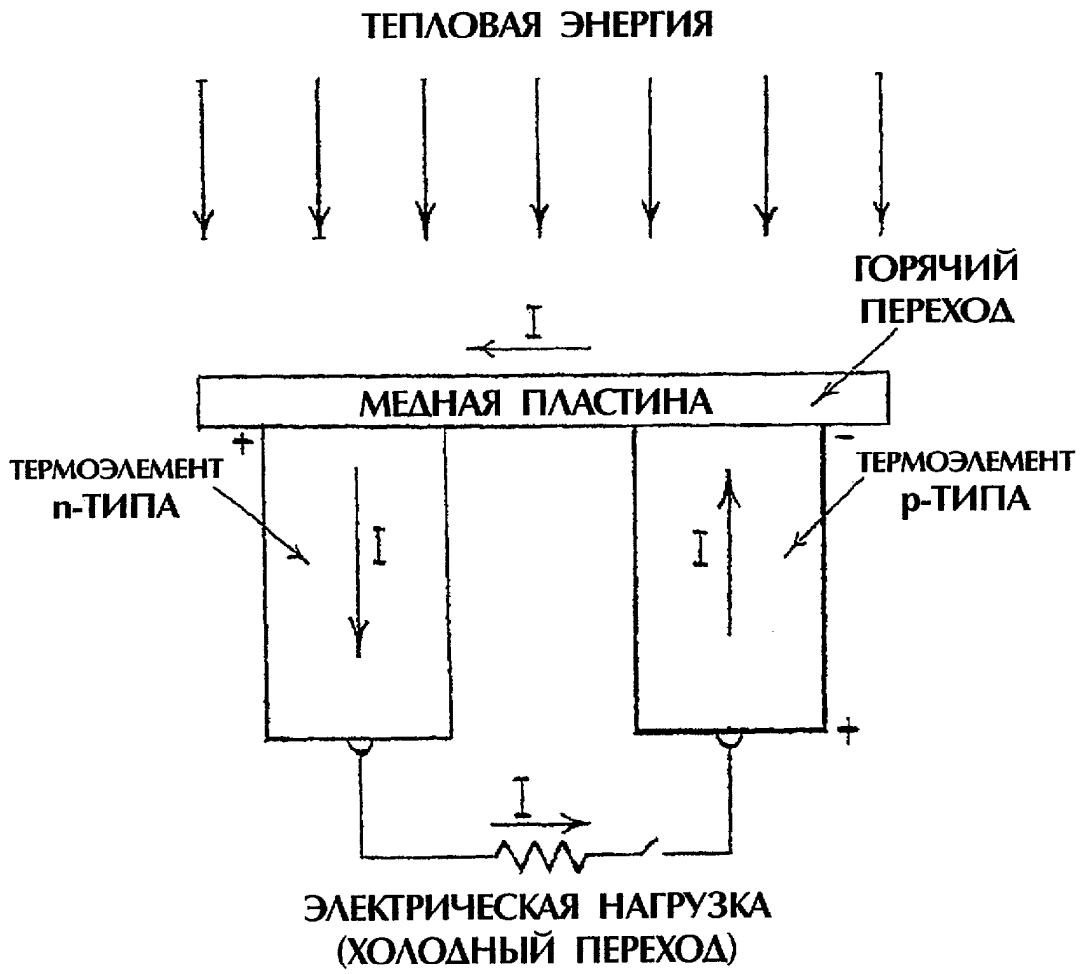 ТЕПЛОВАЯ ЭНЕРГИЯ
ГОРЯЧИЙ
ПЕРЕХОД
I
МЕДНАЯ ПЛАСТИНА
+
-
ТЕРМОЭЛЕМЕНТ
n-ТИПА
ТЕРМОЭЛЕМЕНТ
p-ТИПА
I
I
+
I
ЭЛЕКТРИЧЕСКАЯ НАГРУЗКА
(ХОЛОДНЫЙ ПЕРЕХОД)